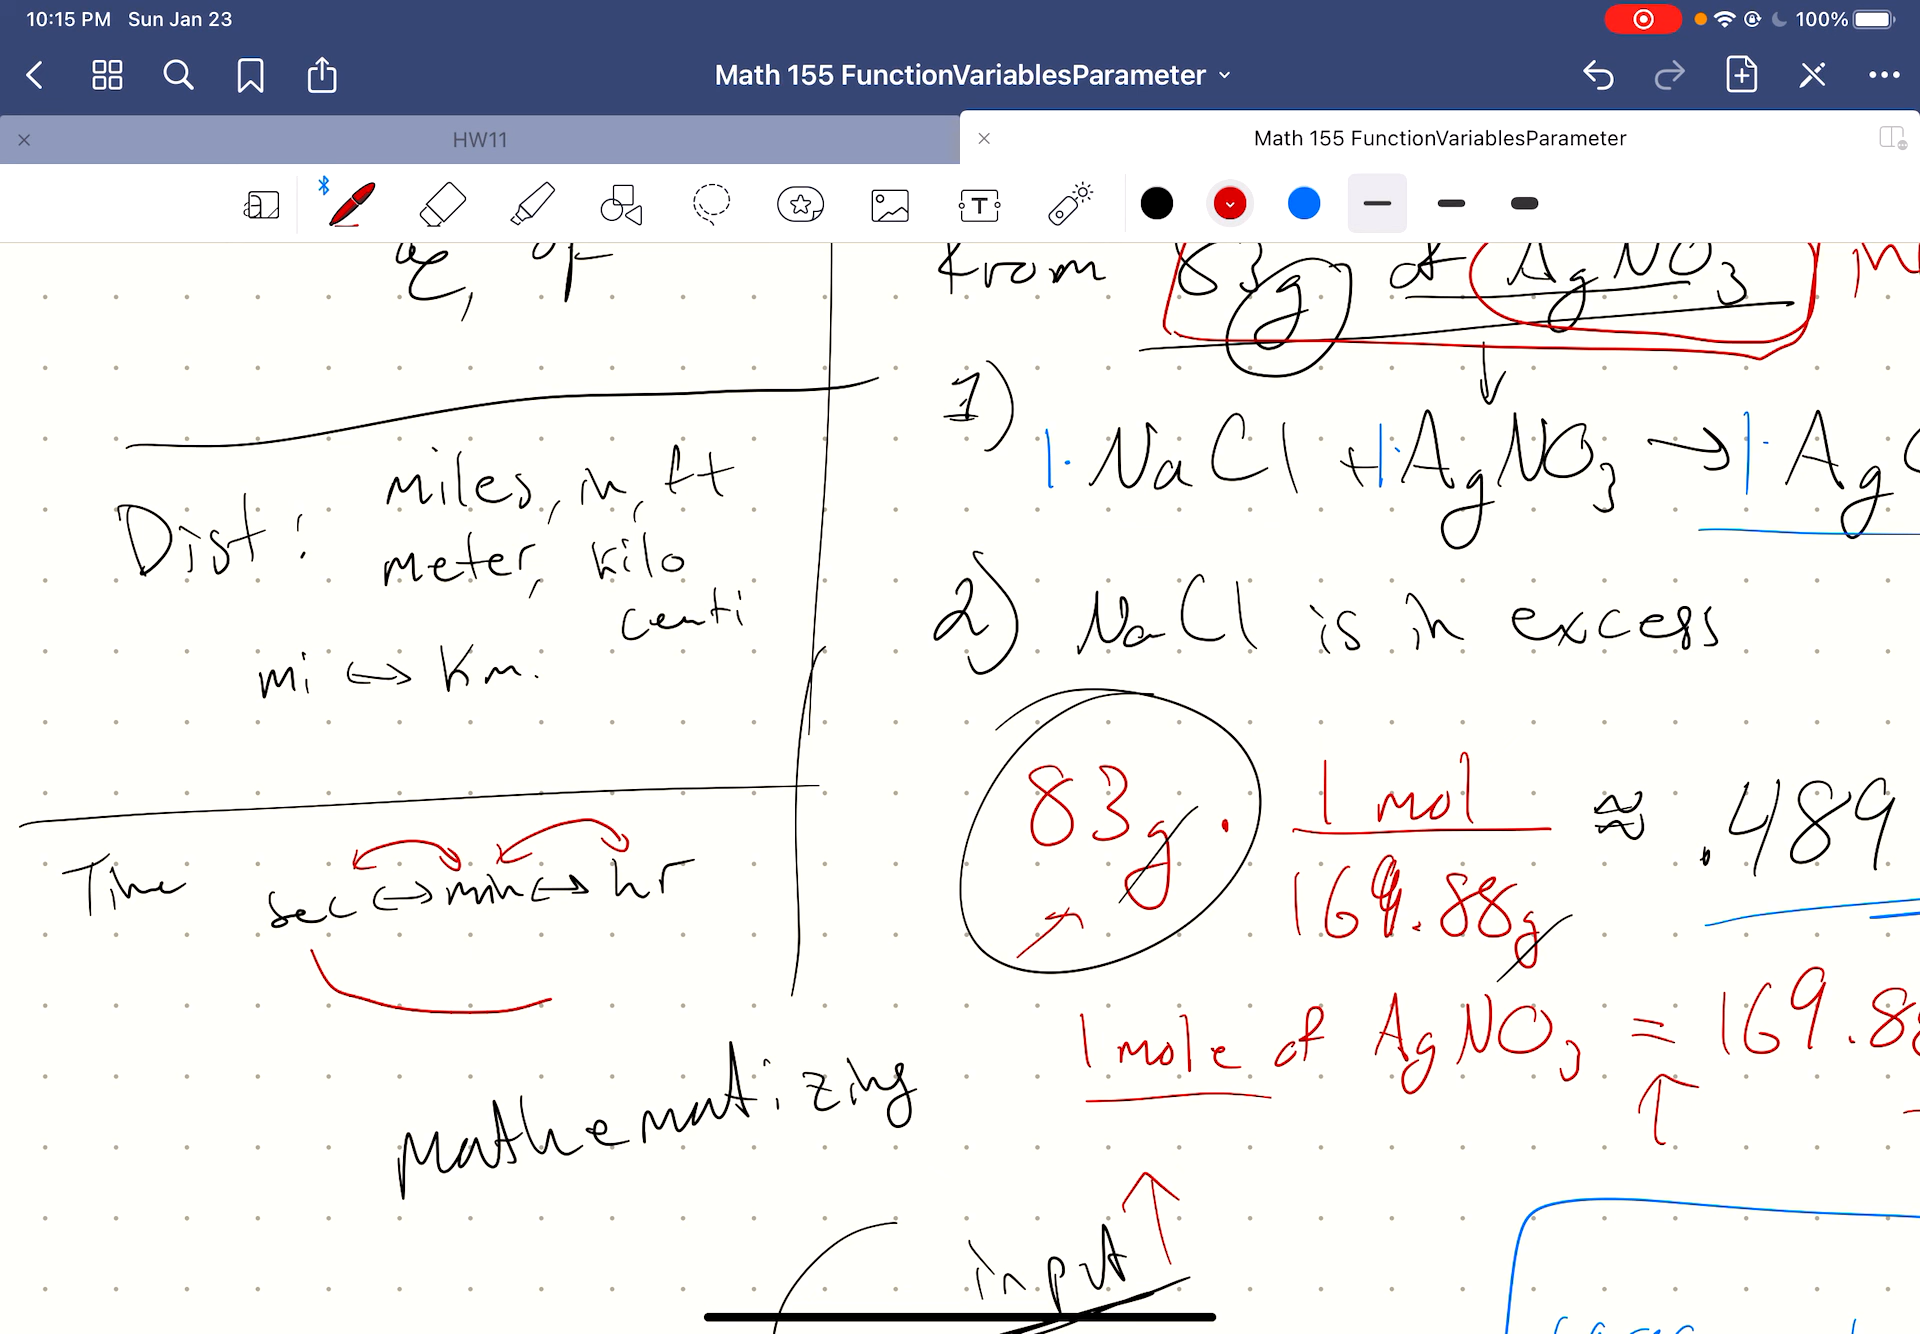 10:15 PM Sun Jan 23
100%
Math 155 FunctionVariablesParameter
HW11
Math 155 FunctionVariablesParameter
T
From 83g of AgNO3 in
1)
1· NaCl + 1· AgNO3 → 1· Ag
Dist: miles, in, ft
meter, kilo
centi
mi ↔ km.
2) NaCl is in excess
83g · 1 mol
169.88g
≈ .489
Time sec ↔ min ↔ hr
1 mole of AgNO3 = 169.88
mathematizing
input